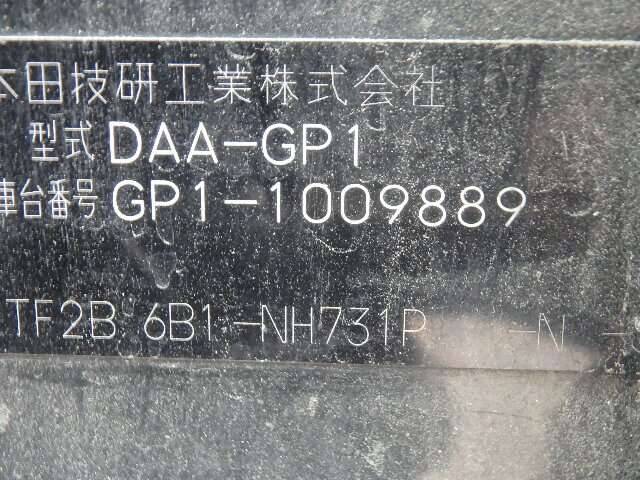 本田技研工業株式会社
型式 DAA-GP1
車台番号 GP1-1009889
TF2B 6B1-NH731P -N -